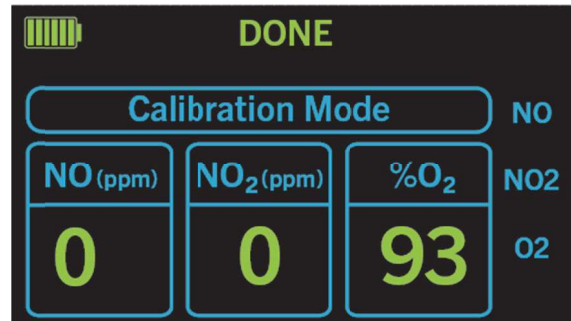 DONE
Calibration Mode
NO
NO (ppm) NO₂ (ppm) %O₂
NO2
0 0 93
O2